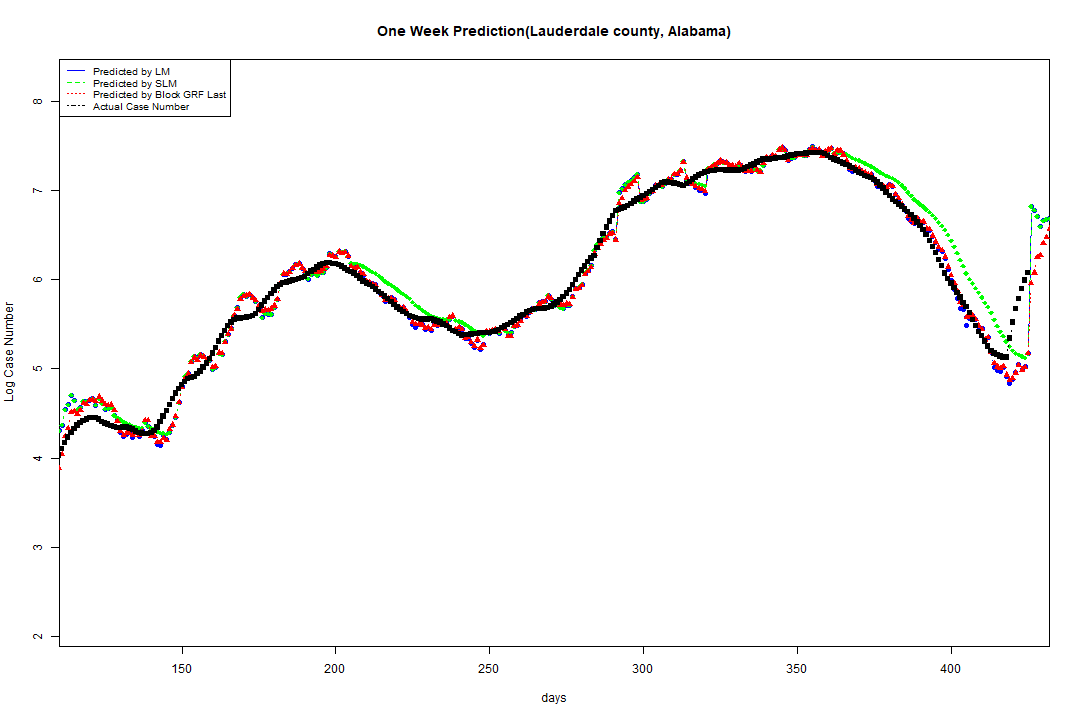 One Week Prediction(Lauderdale county, Alabama)
Predicted by LM
Predicted by SLM
Predicted by Block GRF Last
Actual Case Number
8
7
6
5
4
3
2
Log Case Number
150 200 250 300 350 400
days